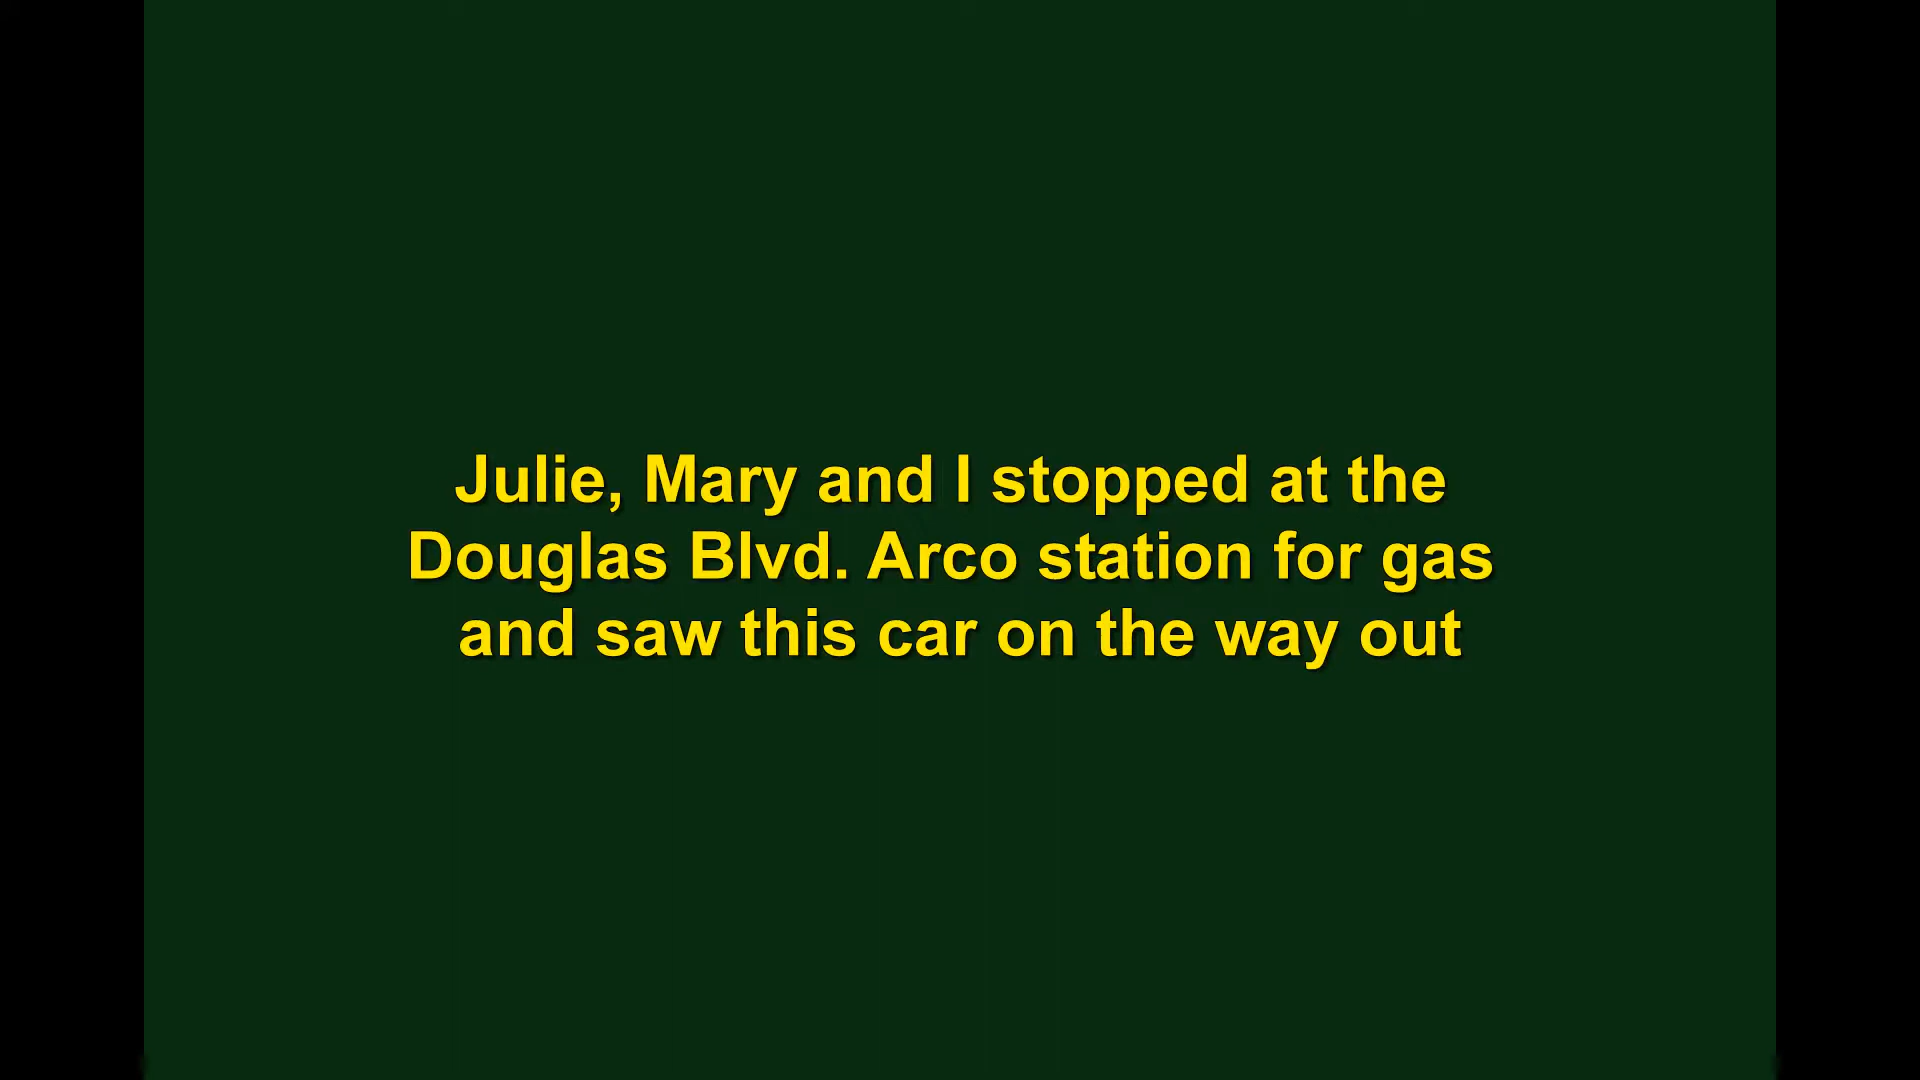 Julie, Mary and I stopped at the
Douglas Blvd. Arco station for gas
and saw this car on the way out